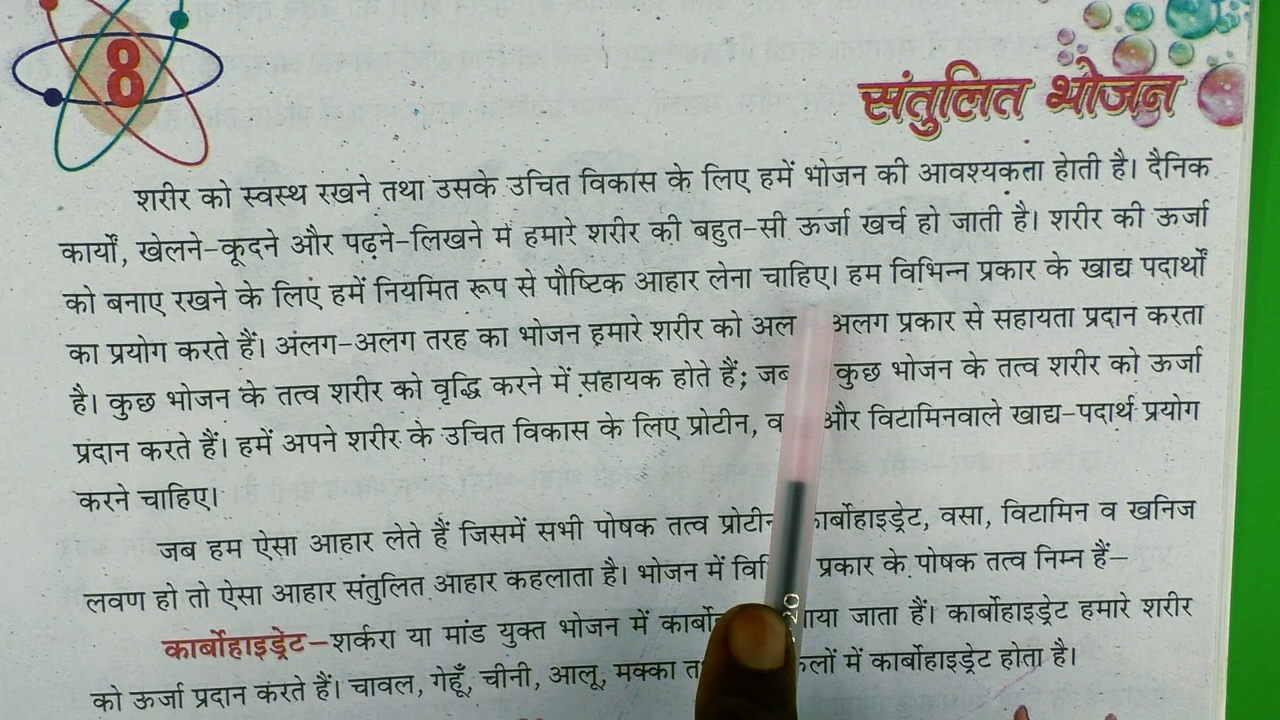 8
संतुलित भोजन
शरीर को स्वस्थ रखने तथा उसके उचित विकास के लिए हमें भोजन की आवश्यकता होती है। दैनिक
कार्यों, खेलने-कूदने और पढ़ने-लिखने में हमारे शरीर की बहुत-सी ऊर्जा खर्च हो जाती है। शरीर की ऊर्जा
को बनाए रखने के लिए हमें नियमित रूप से पौष्टिक आहार लेना चाहिए। हम विभिन्न प्रकार के खाद्य पदार्थों
का प्रयोग करते हैं। अलग-अलग तरह का भोजन हमारे शरीर को अल अलग प्रकार से सहायता प्रदान करता
है। कुछ भोजन के तत्व शरीर को वृद्धि करने में सहायक होते हैं; जब कुछ भोजन के तत्व शरीर को ऊर्जा
प्रदान करते हैं। हमें अपने शरीर के उचित विकास के लिए प्रोटीन, और विटामिनवाले खाद्य-पदार्थ प्रयोग
करने चाहिए।
जब हम ऐसा आहार लेते हैं जिसमें सभी पोषक तत्व प्रोटीन कार्बोहाइड्रेट, वसा, विटामिन व खनिज
लवण हो तो ऐसा आहार संतुलित आहार कहलाता है। भोजन में प्रकार के पोषक तत्व निम्न हैं–
कार्बोहाइड्रेट–शर्करा या मांड युक्त भोजन में पाया जाता हैं। कार्बोहाइड्रेट हमारे शरीर
को ऊर्जा प्रदान करते हैं। चावल, गेहूँ, चीनी, आलू, मक्का में कार्बोहाइड्रेट होता है।